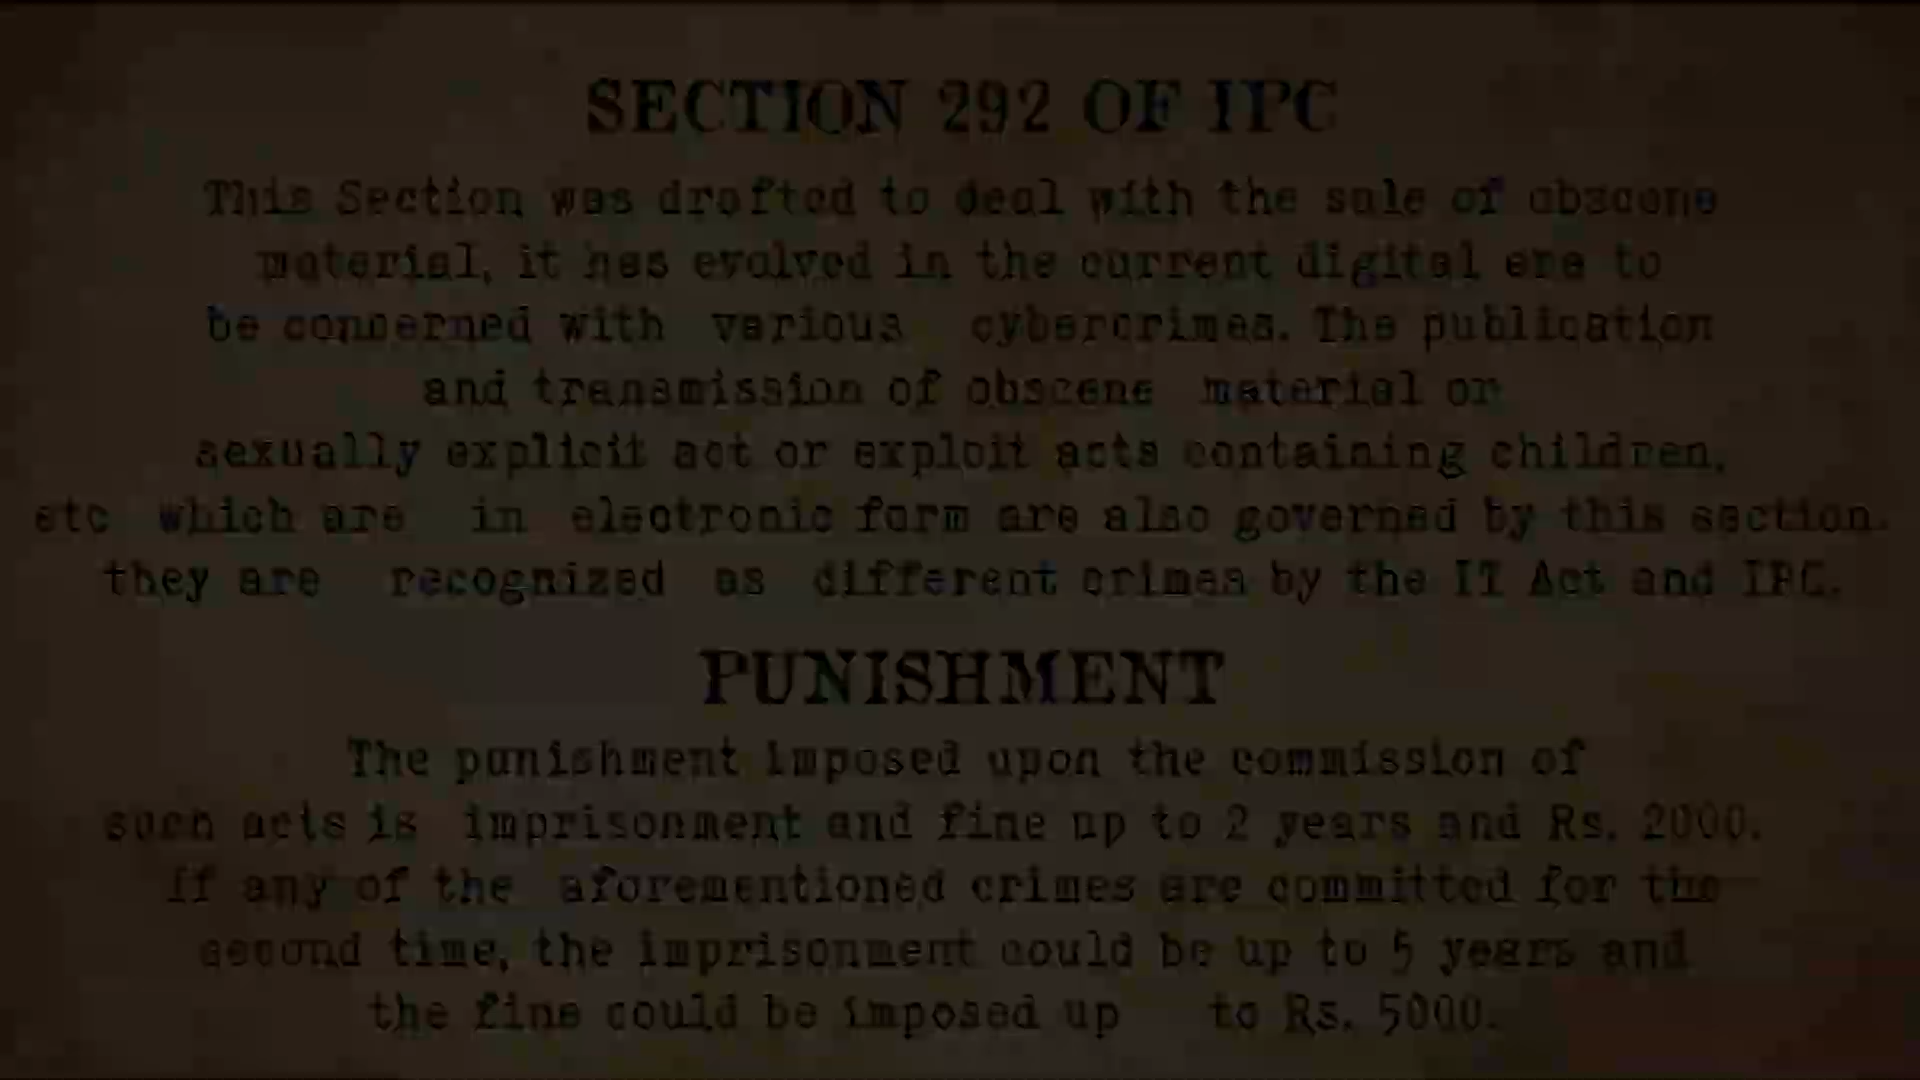 SECTION 292 OF IPC
This Section was drafted to deal with the sale of obscene
material, it has evolved in the current digital era to
be concerned with various cybercrimes. The publication
and transmission of obscene material or
sexually explicit act or exploit acts containing children,
etc which are in electronic form are also governed by this section.
they are recognized as different crimes by the IT Act and IPC.
PUNISHMENT
The punishment imposed upon the commission of
such acts is imprisonment and fine up to 2 years and Rs. 2000.
If any of the aforementioned crimes are committed for the
second time, the imprisonment could be up to 5 years and
the fine could be imposed up to Rs. 5000.